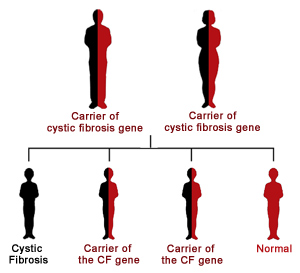 Carrier of
cystic fibrosis gene
Carrier of
cystic fibrosis gene
Cystic
Fibrosis
Carrier of
the CF gene
Carrier of
the CF gene
Normal